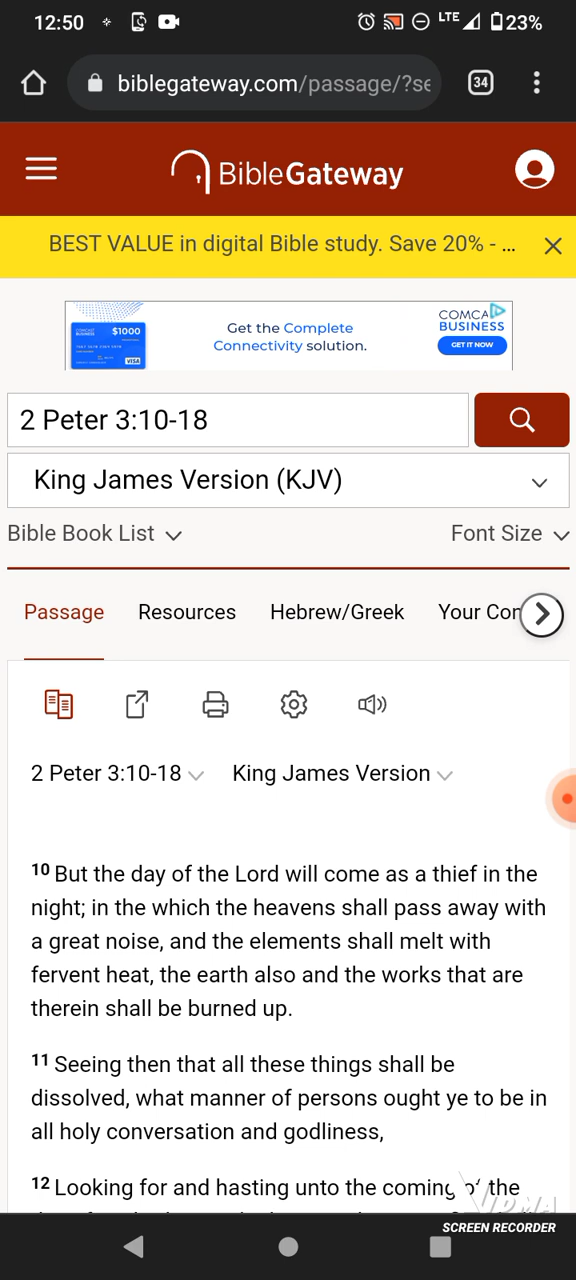 12:50 LTE 23%
biblegateway.com/passage/?se 34
BibleGateway
BEST VALUE in digital Bible study. Save 20% - ...
$1000
VISA
Get the Complete
Connectivity solution.
COMCA
BUSINESS
GET IT NOW
2 Peter 3:10-18
King James Version (KJV)
Bible Book List Font Size
Passage Resources Hebrew/Greek Your Con
2 Peter 3:10-18 King James Version
10 But the day of the Lord will come as a thief in the
night; in the which the heavens shall pass away with
a great noise, and the elements shall melt with
fervent heat, the earth also and the works that are
therein shall be burned up.
11 Seeing then that all these things shall be
dissolved, what manner of persons ought ye to be in
all holy conversation and godliness,
12 Looking for and hasting unto the coming of the
SCREEN RECORDER